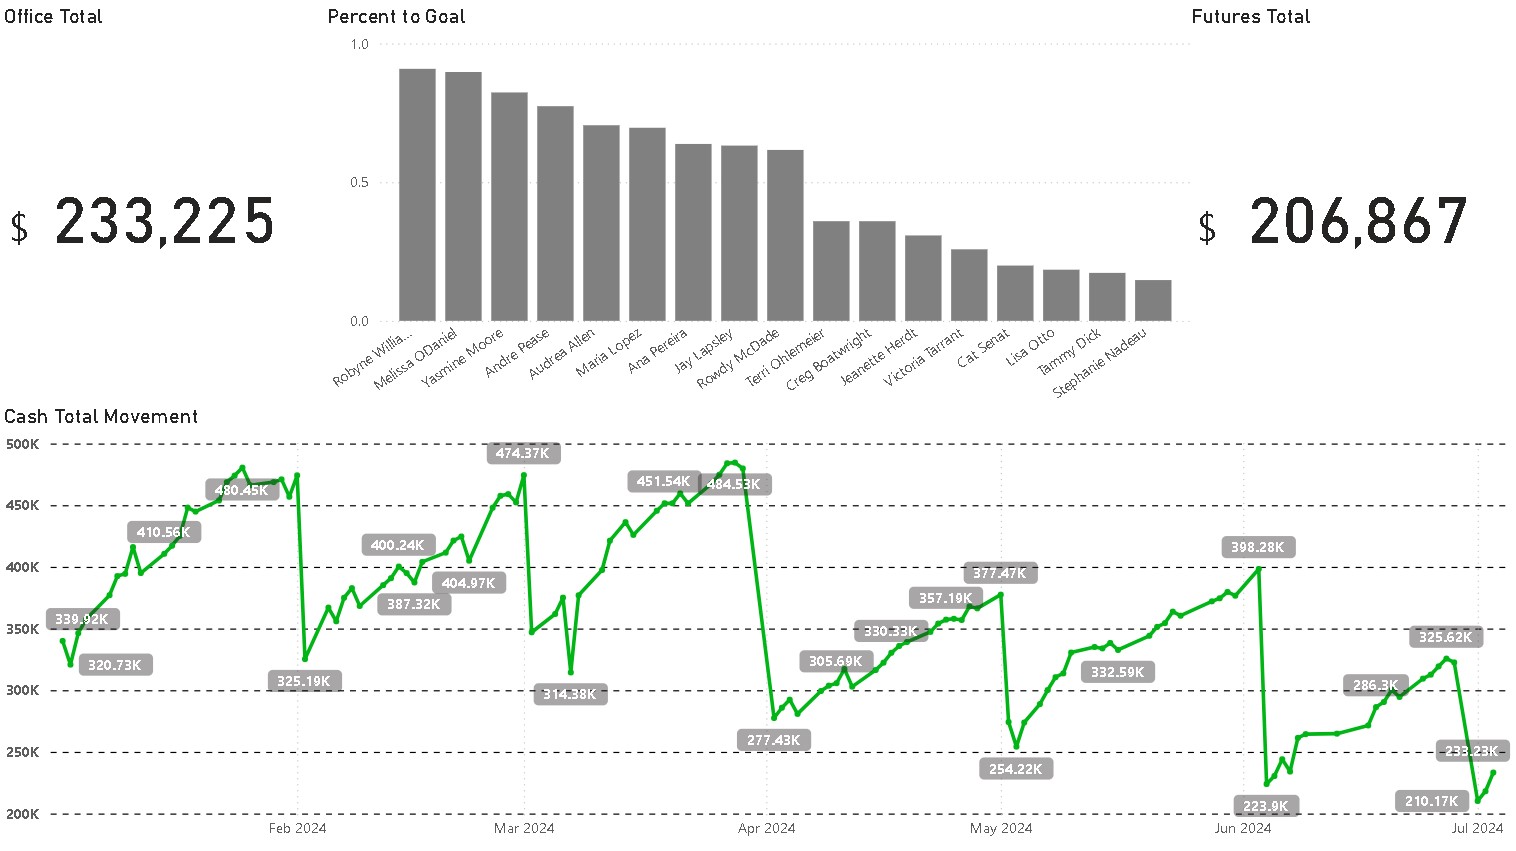 Office Total
Percent to Goal
Futures Total
$ 233,225
1.0
0.5
0.0
Robyne Willia...
Melissa ODaniel
Yasmine Moore
Andre Pease
Audrea Allen
Maria Lopez
Ana Pereira
Jay Lapsley
Rowdy McDade
Terri Ohlemeier
Creg Boatwright
Jeanette Herdt
Victoria Tarrant
Cat Senat
Lisa Otto
Tammy Dick
Stephanie Nadeau
$ 206,867
Cash Total Movement
500K
450K
400K
350K
300K
250K
200K
339.92K
320.73K
410.56K
480.45K
325.19K
400.24K
387.32K
404.97K
474.37K
314.38K
451.54K
484.53K
277.43K
305.69K
330.33K
357.19K
377.47K
254.22K
332.59K
398.28K
223.9K
286.3K
325.62K
210.17K
233.23K
Feb 2024
Mar 2024
Apr 2024
May 2024
Jun 2024
Jul 2024